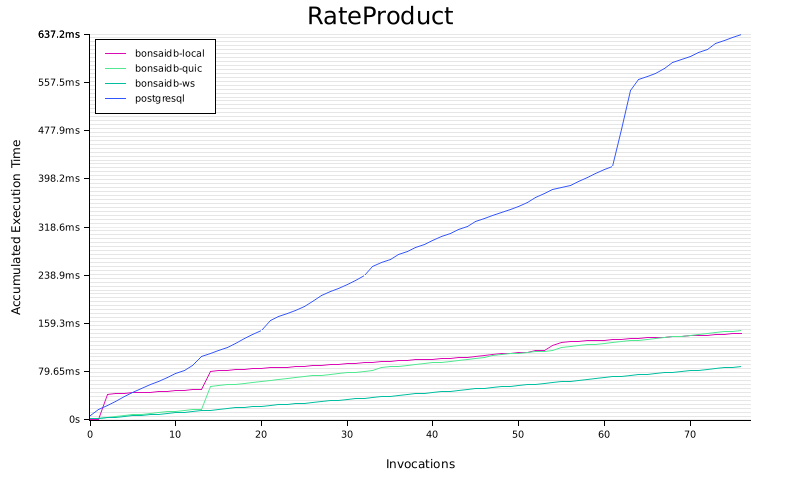 RateProduct
637.2ms
bonsaidb-local
bonsaidb-quic
bonsaidb-ws
postgresql
557.5ms
477.9ms
398.2ms
318.6ms
238.9ms
159.3ms
79.65ms
0s
Accumulated Execution Time
0 10 20 30 40 50 60 70
Invocations